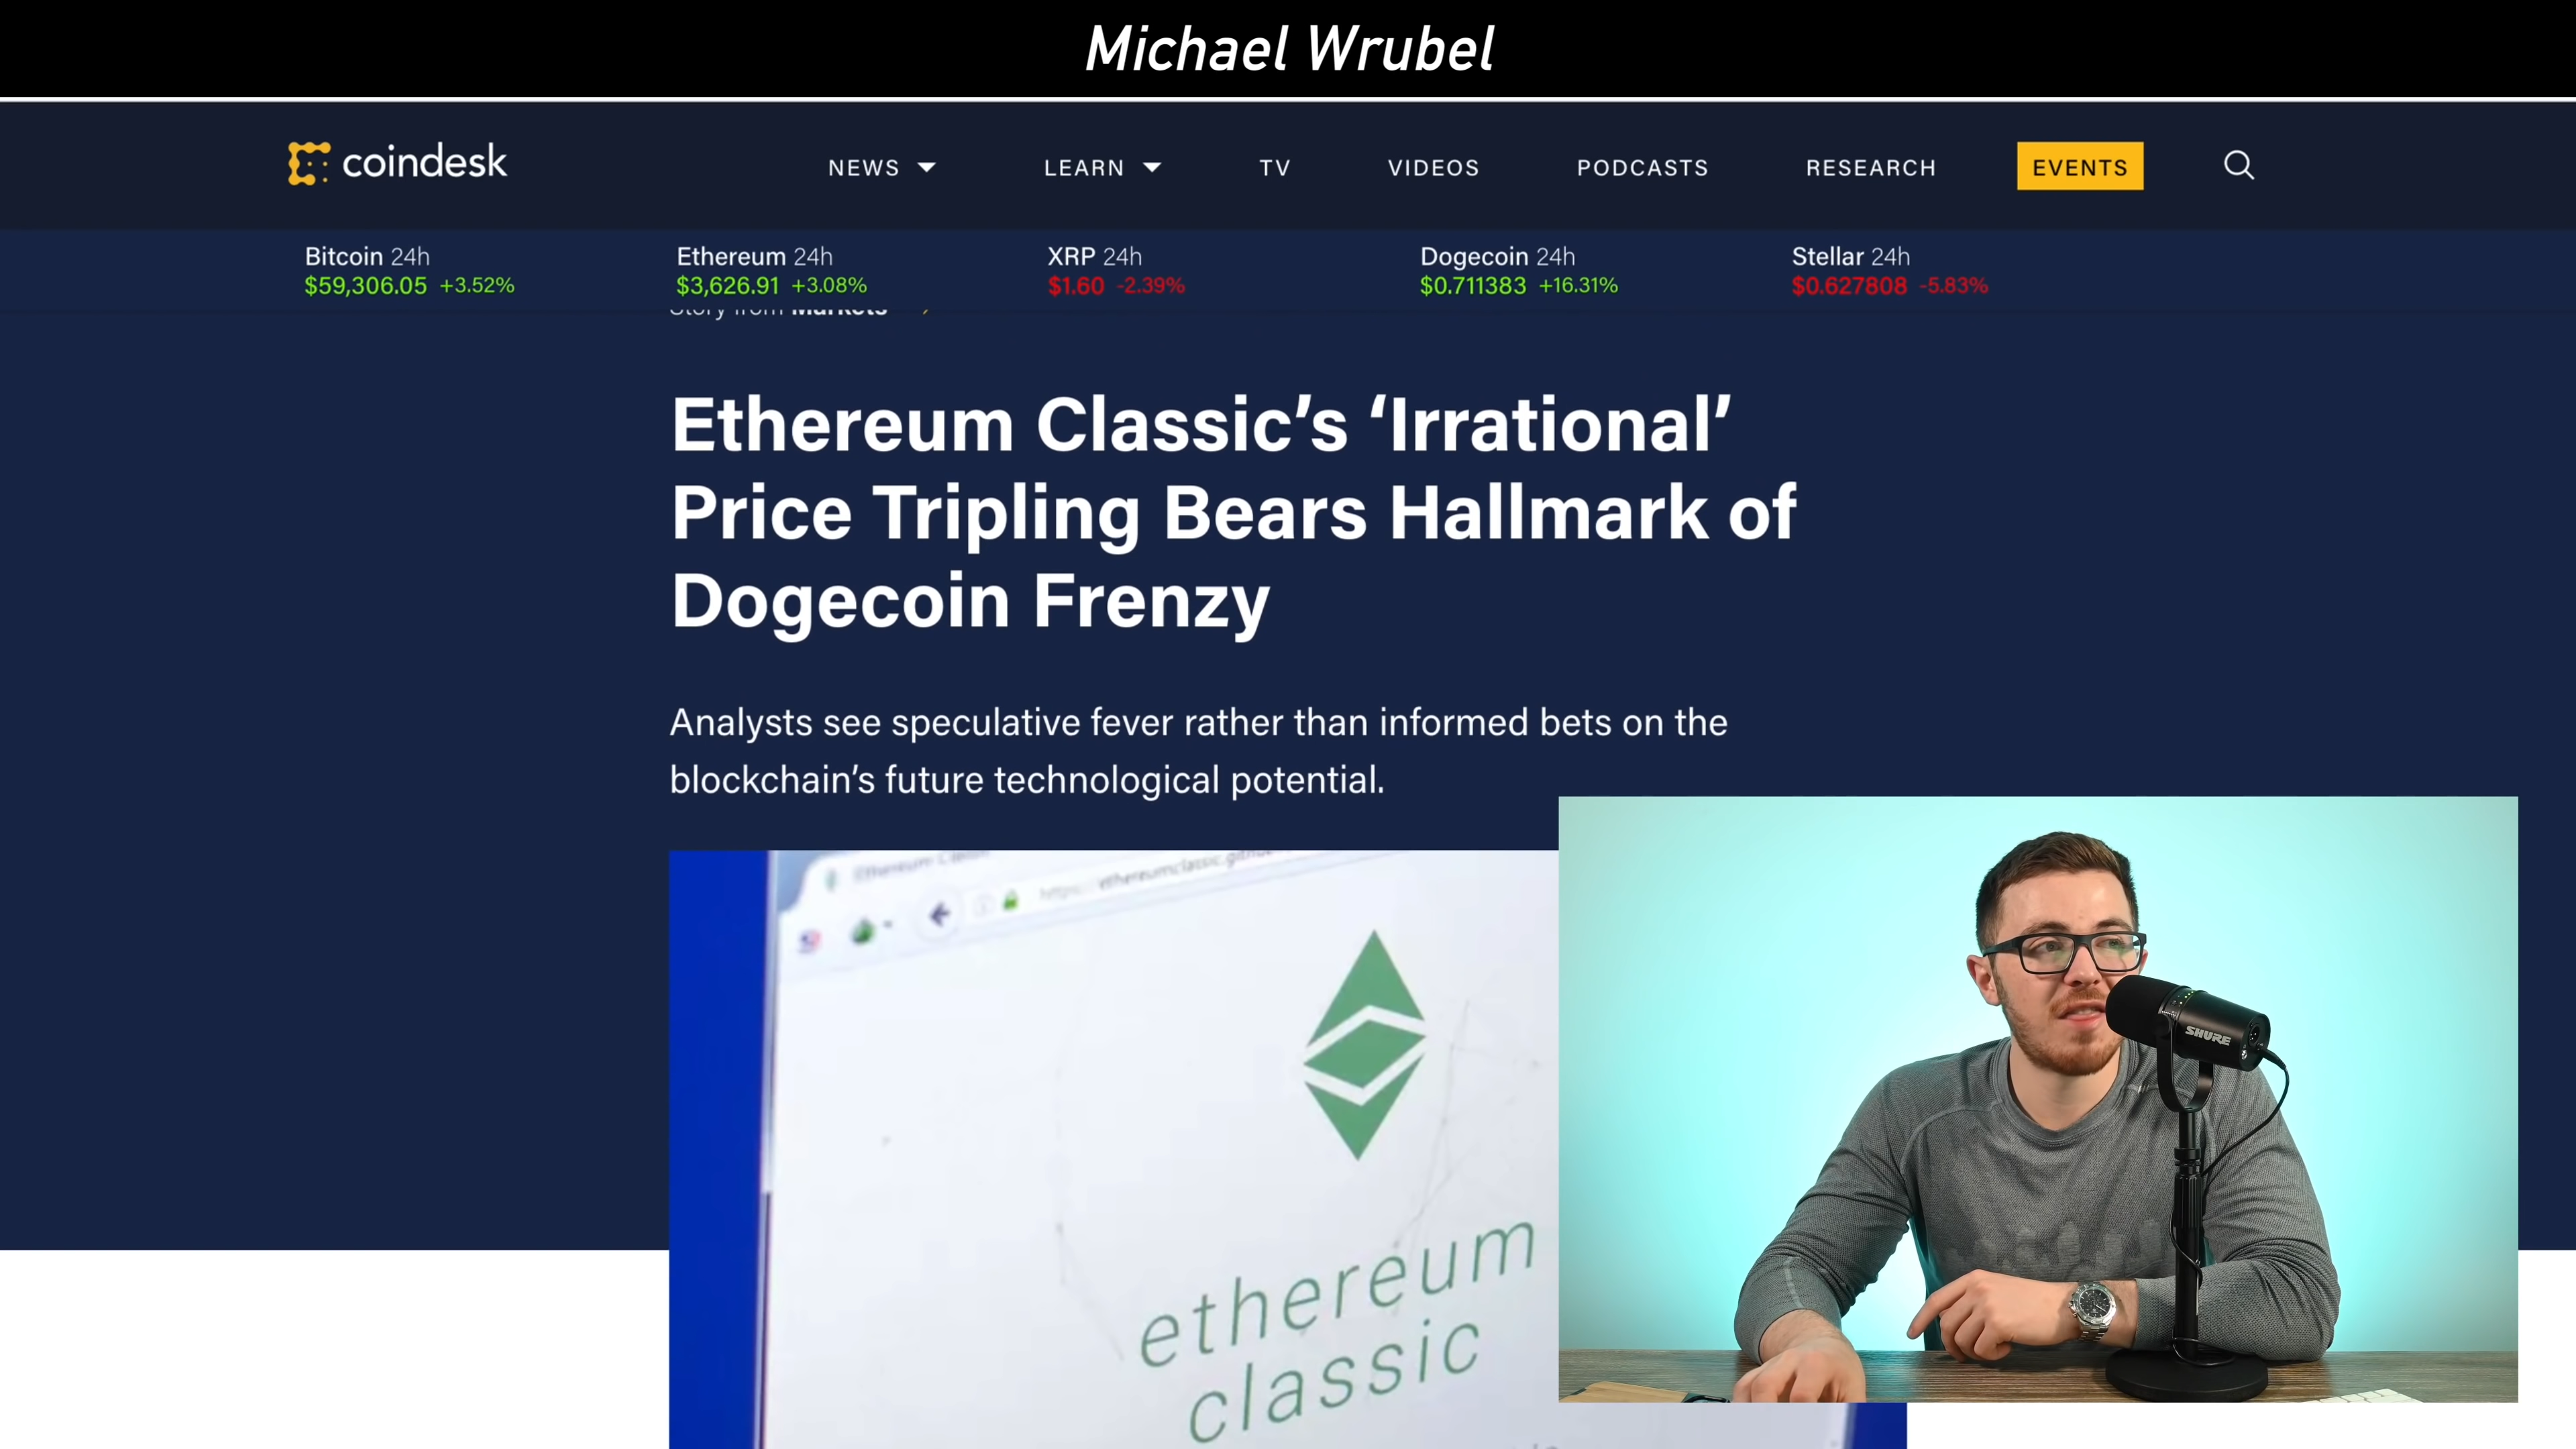 Michael Wrubel
coindesk
NEWS LEARN TV VIDEOS PODCASTS RESEARCH EVENTS
Bitcoin 24h
$59,306.05 +3.52%
Ethereum 24h
$3,626.91 +3.08%
XRP 24h
$1.60 -2.39%
Dogecoin 24h
$0.711383 +16.31%
Stellar 24h
$0.627808 -5.83%
Story from Markets
Ethereum Classic’s ‘Irrational’
Price Tripling Bears Hallmark of
Dogecoin Frenzy
Analysts see speculative fever rather than informed bets on the
blockchain’s future technological potential.
ethereum
classic
SHURE